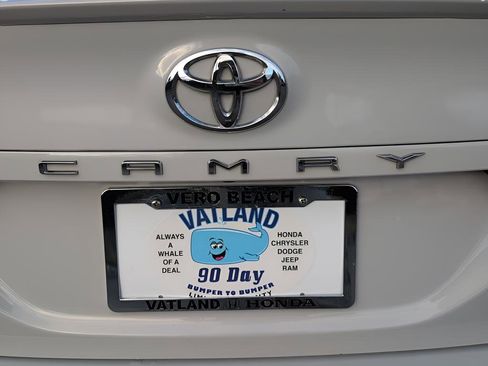 CAMRY
VERO BEACH
VATLAND
ALWAYS
A
WHALE
OF A
DEAL
HONDA
CHRYSLER
DODGE
JEEP
RAM
90 Day
BUMPER TO BUMPER
VATLAND HONDA